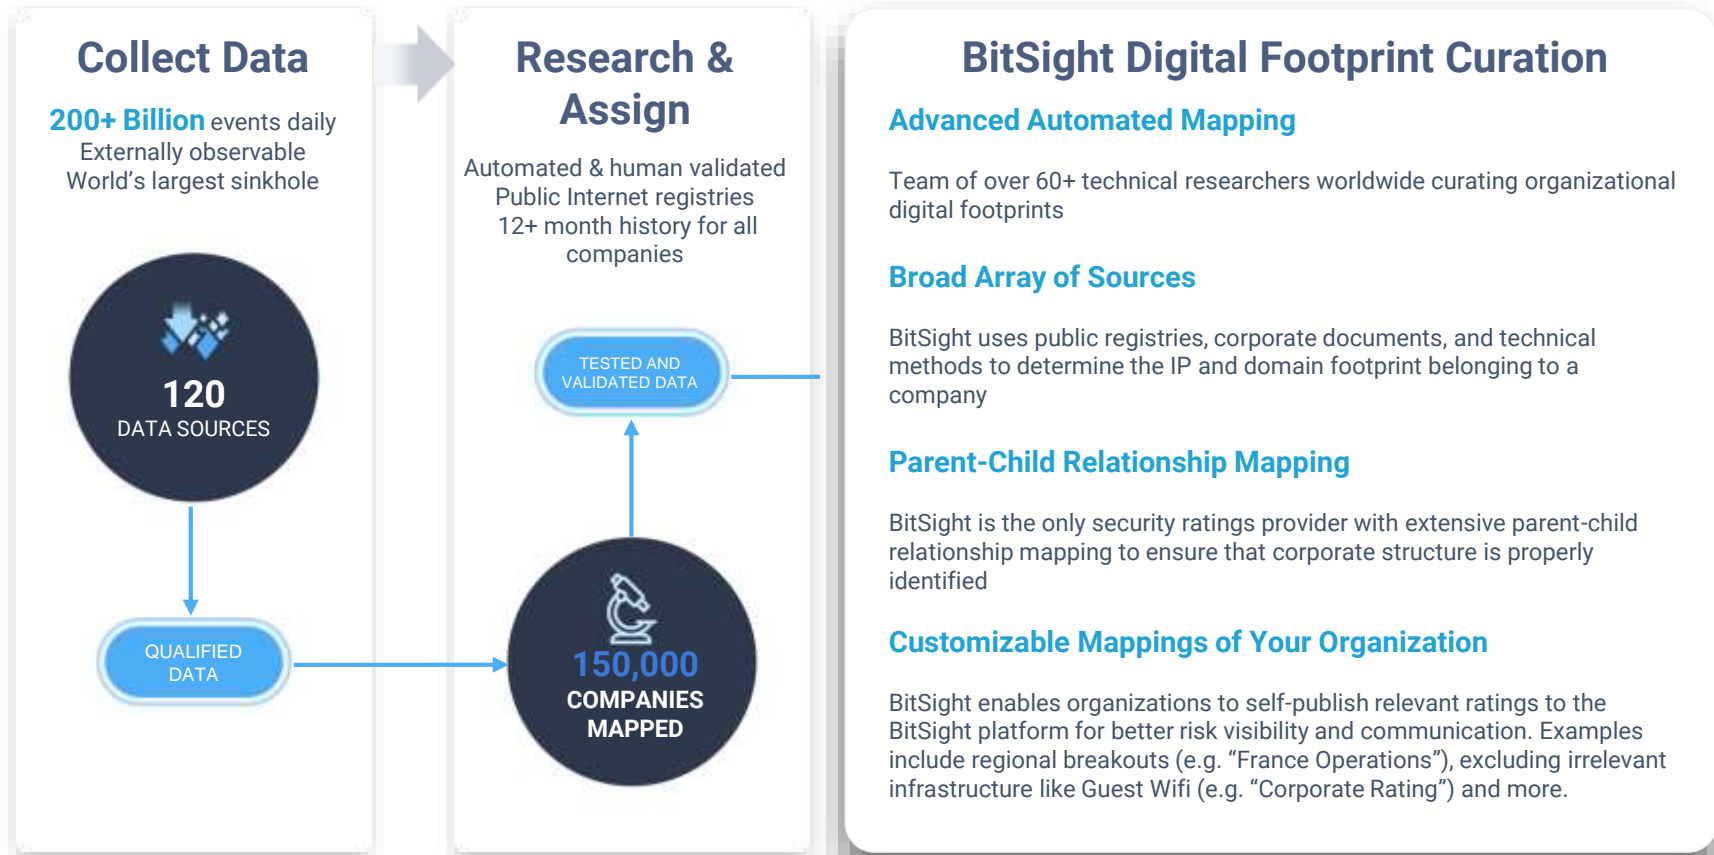 Collect Data
200+ Billion events daily
Externally observable
World's largest sinkhole
120
DATA SOURCES
QUALIFIED
DATA
Research &
Assign
Automated & human validated
Public Internet registries
12+ month history for all
companies
TESTED AND
VALIDATED DATA
150,000
COMPANIES
MAPPED
BitSight Digital Footprint Curation
Advanced Automated Mapping
Team of over 60+ technical researchers worldwide curating organizational
digital footprints
Broad Array of Sources
BitSight uses public registries, corporate documents, and technical
methods to determine the IP and domain footprint belonging to a
company
Parent-Child Relationship Mapping
BitSight is the only security ratings provider with extensive parent-child
relationship mapping to ensure that corporate structure is properly
identified
Customizable Mappings of Your Organization
BitSight enables organizations to self-publish relevant ratings to the
BitSight platform for better risk visibility and communication. Examples
include regional breakouts (e.g. “France Operations”), excluding irrelevant
infrastructure like Guest Wifi (e.g. “Corporate Rating”) and more.